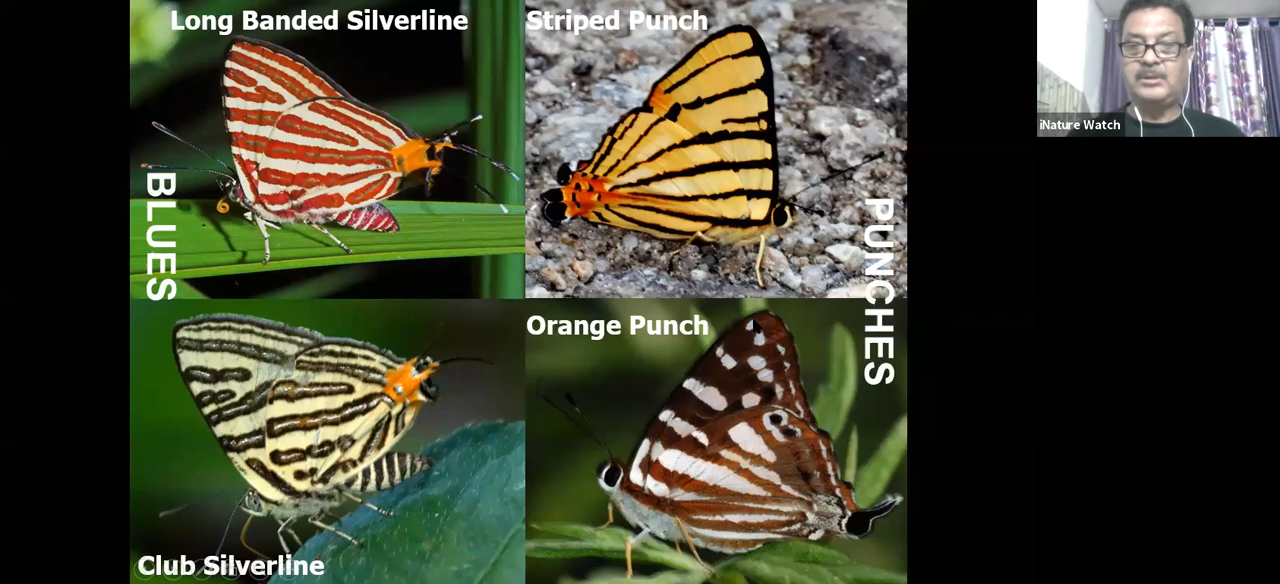 Long Banded Silverline
Striped Punch
iNature Watch
BLUES
PUNCHES
Orange Punch
Club Silverline